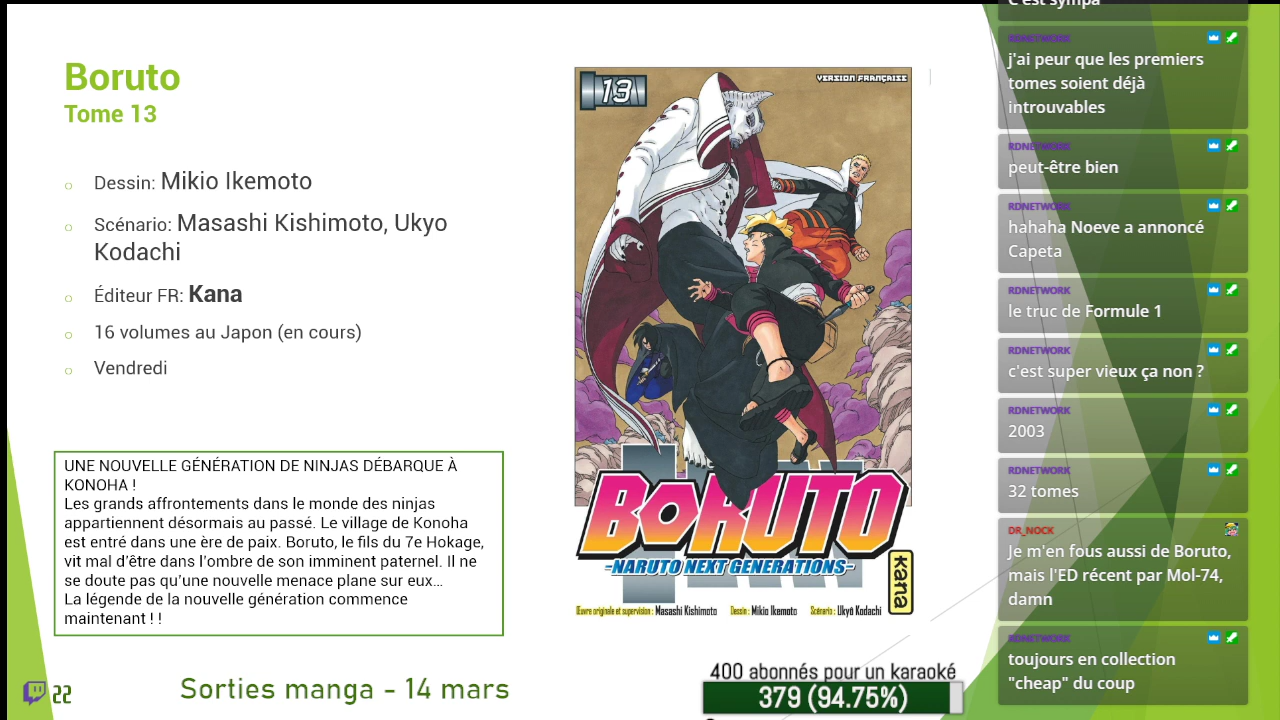 Boruto
Tome 13
Dessin: Mikio Ikemoto
Scénario: Masashi Kishimoto, Ukyo
Kodachi
Éditeur FR: Kana
16 volumes au Japon (en cours)
Vendredi
UNE NOUVELLE GÉNÉRATION DE NINJAS DÉBARQUE À
KONOHA !
Les grands affrontements dans le monde des ninjas
appartiennent désormais au passé. Le village de Konoha
est entré dans une ère de paix. Boruto, le fils du 7e Hokage,
vit mal d’être dans l’ombre de son imminent paternel. Il ne
se doute pas qu’une nouvelle menace plane sur eux…
La légende de la nouvelle génération commence
maintenant ! !
22
Sorties manga - 14 mars
13
VERSION FRANÇAISE
BORUTO
-NARUTO NEXT GENERATIONS-
KANA
Œuvre originale et supervision : Masashi Kishimoto Dessin : Mikio Ikemoto Scénario : Ukyô Kodachi
400 abonnés pour un karaoké
379 (94.75%)
C'est sympa
RDNETWORK
j'ai peur que les premiers
tomes soient déjà
introuvables
RDNETWORK
peut-être bien
RDNETWORK
hahaha Noeve a annoncé
Capeta
RDNETWORK
le truc de Formule 1
RDNETWORK
c'est super vieux ça non ?
RDNETWORK
2003
RDNETWORK
32 tomes
DR_NOCK
Je m'en fous aussi de Boruto,
mais l'ED récent par Mol-74,
damn
RDNETWORK
toujours en collection
"cheap" du coup